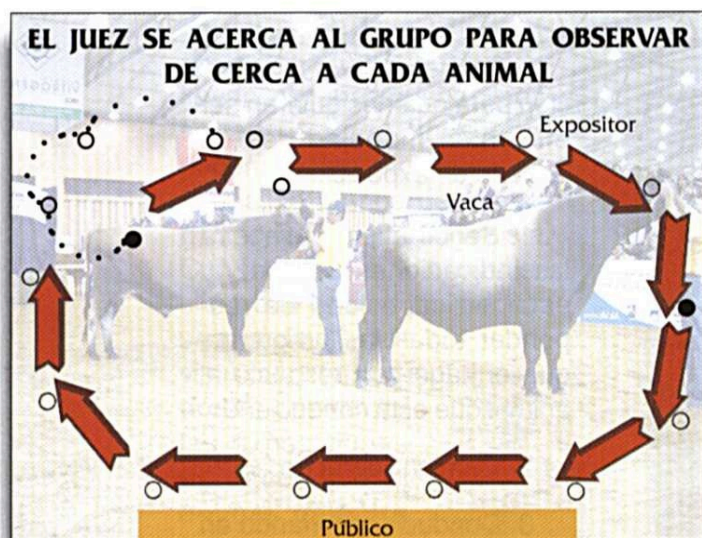 EL JUEZ SE ACERCA AL GRUPO PARA OBSERVAR
DE CERCA A CADA ANIMAL
Expositor
Vaca
Público